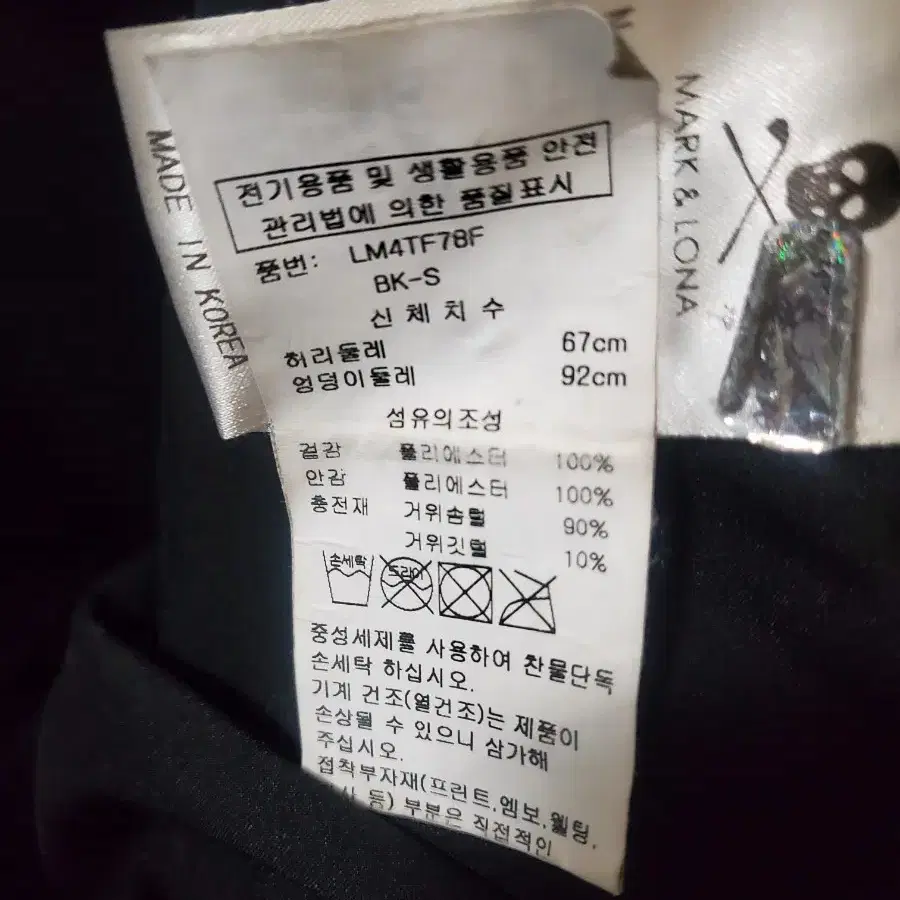 MADE IN KOREA
MARK & LONA
전기용품 및 생활용품 안전
관리법에 의한 품질표시
품번: LM4TF78F
BK-S
신체치수
허리둘레 67cm
엉덩이둘레 92cm
섬유의조성
겉감 폴리에스터 100%
안감 폴리에스터 100%
충전재 거위솜털 90%
거위깃털 10%
손세탁 드라이
중성세제를 사용하여 찬물단독
손세탁 하십시오.
기계 건조(열건조)는 제품이
손상될 수 있으니 삼가해
주십시오.
접착부자재(프린트,엠보,웰팅,
등) 부분은 직접적인